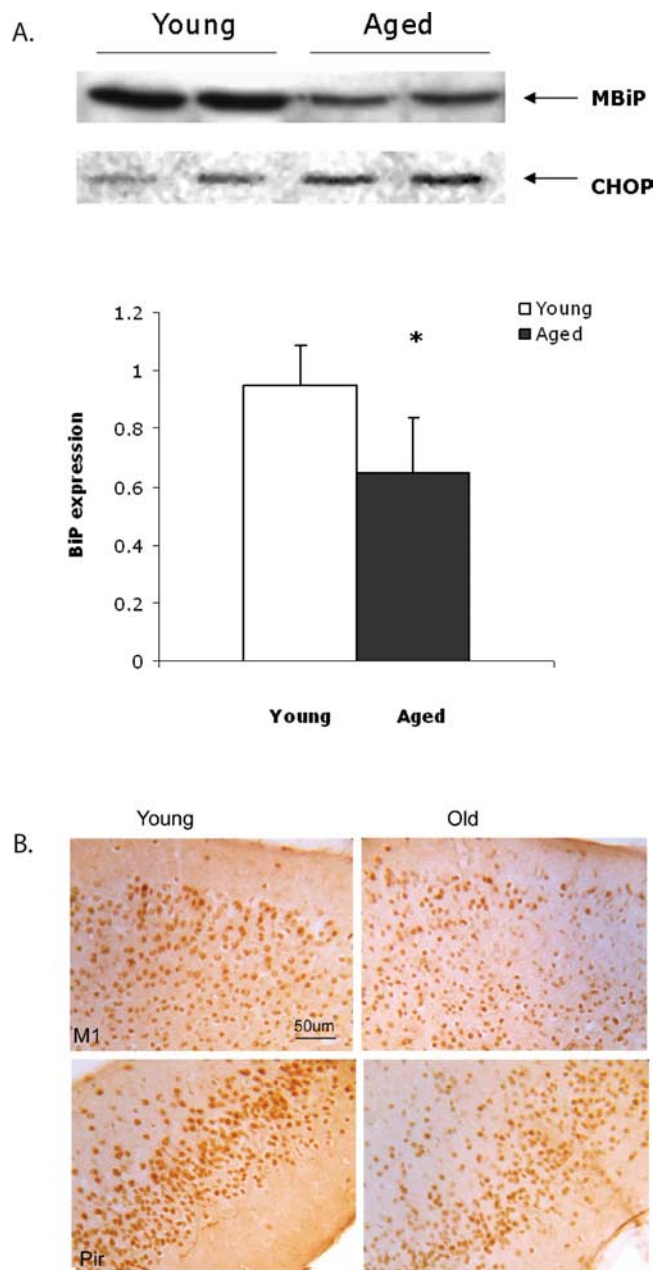 A.
Young Aged
MBiP
CHOP
Young
Aged
1.2
1
0.8
0.6
0.4
0.2
0
*
BiP expression
Young Aged
Young Old
B.
M1
50um
Pir